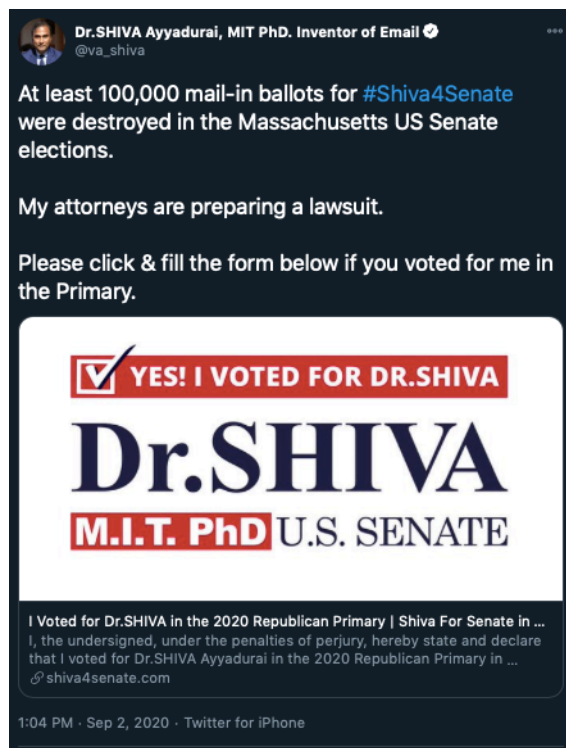 Dr.SHIVA Ayyadurai, MIT PhD. Inventor of Email
@va_shiva
At least 100,000 mail-in ballots for #Shiva4Senate
were destroyed in the Massachusetts US Senate
elections.
My attorneys are preparing a lawsuit.
Please click & fill the form below if you voted for me in
the Primary.
YES! I VOTED FOR DR.SHIVA
Dr.SHIVA
M.I.T. PhD U.S. SENATE
I Voted for Dr.SHIVA in the 2020 Republican Primary | Shiva For Senate in ...
I, the undersigned, under the penalties of perjury, hereby state and declare
that I voted for Dr.SHIVA Ayyadurai in the 2020 Republican Primary in ...
shiva4senate.com
1:04 PM · Sep 2, 2020 · Twitter for iPhone